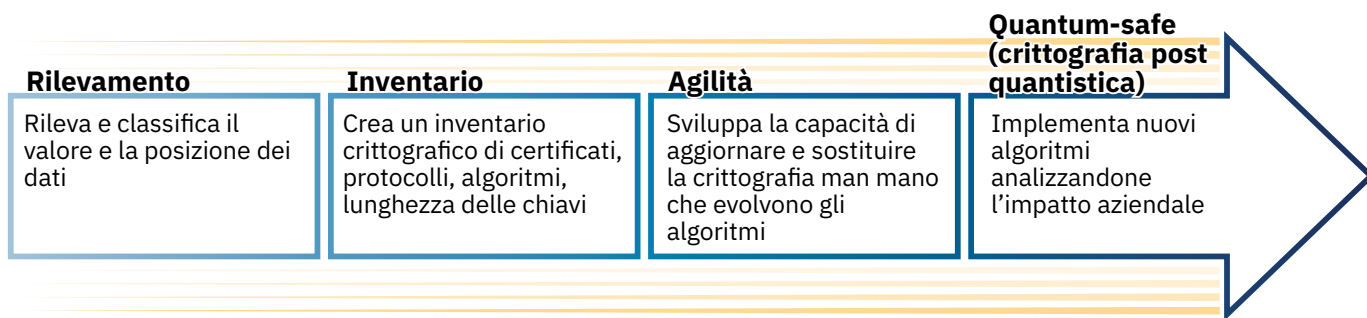 Rilevamento
Rileva e classifica il
valore e la posizione dei
dati
Inventario
Crea un inventario
crittografico di certificati,
protocolli, algoritmi,
lunghezza delle chiavi
Agilità
Sviluppa la capacità di
aggiornare e sostituire
la crittografia man mano
che evolvono gli
algoritmi
Quantum-safe
(crittografia post
quantistica)
Implementa nuovi
algoritmi
analizzandone
l’impatto aziendale